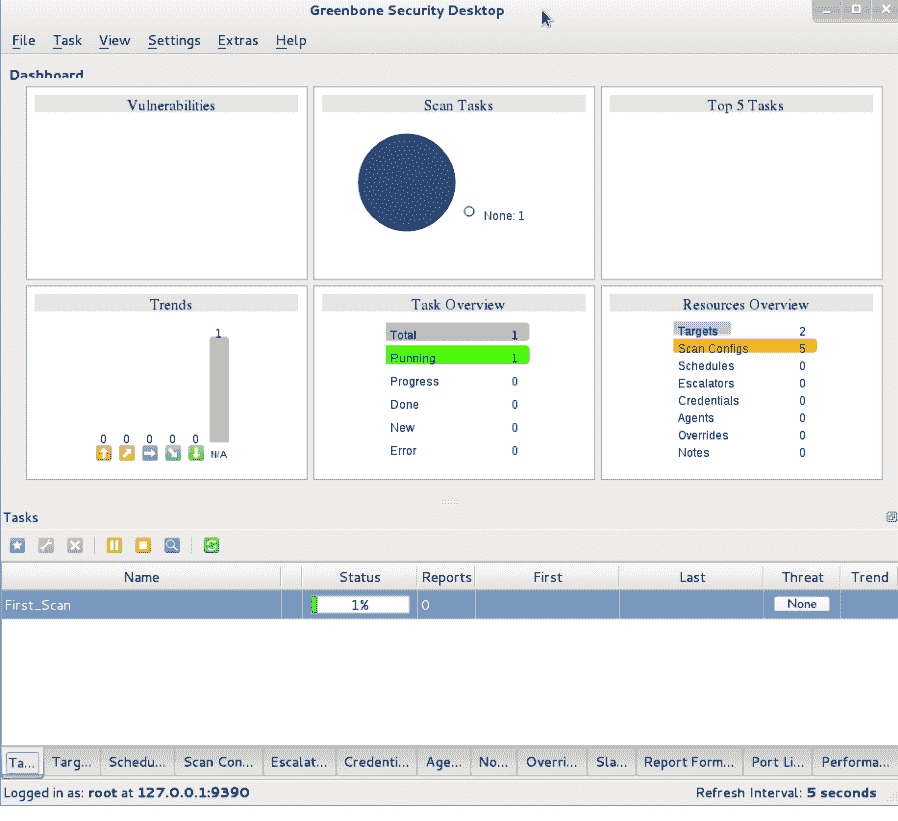 Greenbone Security Desktop
File Task View Settings Extras Help
Dashboard
Vulnerabilities
Scan Tasks
None: 1
Top 5 Tasks
Trends
1
0 0 0 0 0
N/A
Task Overview
Total 1
Running 1
Progress 0
Done 0
New 0
Error 0
Resources Overview
Targets 2
Scan Configs 5
Schedules 0
Escalators 0
Credentials 0
Agents 0
Overrides 0
Notes 0
Tasks
Name Status Reports First Last Threat Trend
First_Scan 1% 0 None
Ta... Targ... Schedu... Scan Con... Escalat... Credenti... Age... No... Overri... Sla... Report Form... Port Li... Performa...
Logged in as: root at 127.0.0.1:9390 Refresh Interval: 5 seconds